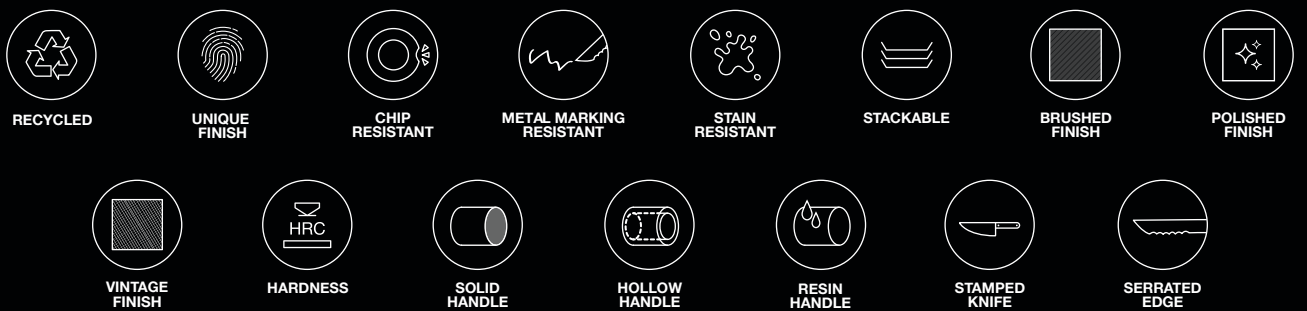 RECYCLED
UNIQUE
FINISH
CHIP
RESISTANT
METAL MARKING
RESISTANT
STAIN
RESISTANT
STACKABLE
BRUSHED
FINISH
POLISHED
FINISH
VINTAGE
FINISH
HRC
HARDNESS
SOLID
HANDLE
HOLLOW
HANDLE
RESIN
HANDLE
STAMPED
KNIFE
SERRATED
EDGE